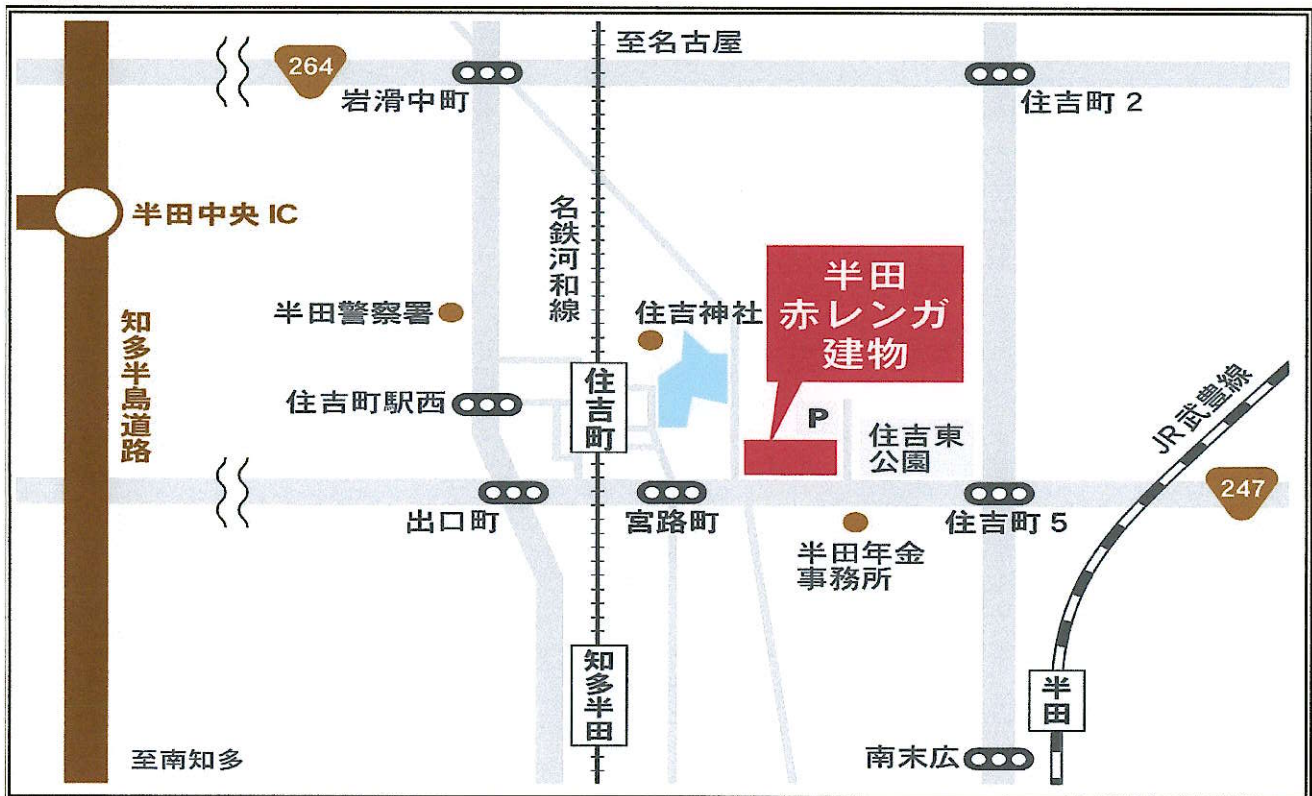 至名古屋
264
岩滑中町
住吉町 2
半田中央 IC
名鉄河和線
半田
赤レンガ
建物
半田警察署
住吉神社
知多半島道路
住吉町駅西
住吉町
P
住吉東
公園
JR武豊線
247
出口町
宮路町
住吉町 5
半田年金
事務所
知多半田
半田
至南知多
南末広